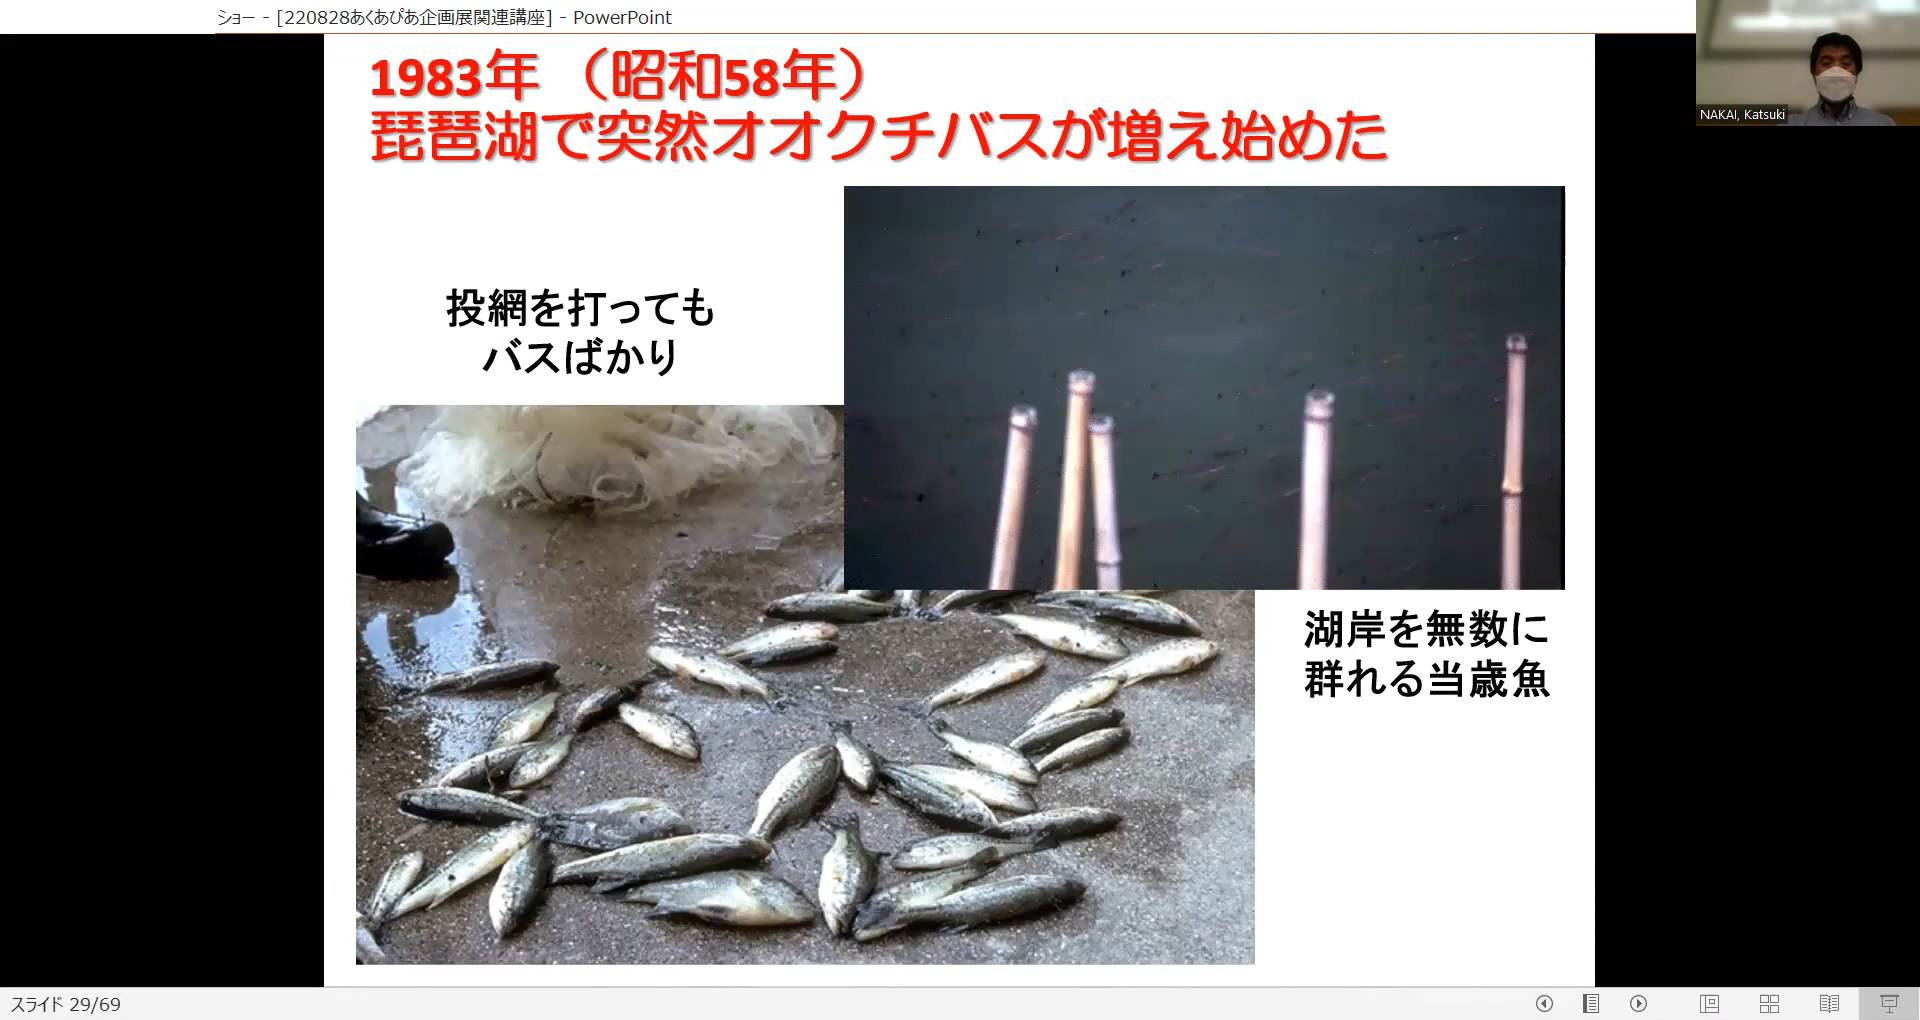 ショー - [220828あくあぴあ企画展関連講座] - PowerPoint
NAKAI, Katsuki
1983年 （昭和58年）
琵琶湖で突然オオクチバスが増え始めた
投網を打っても
バスばかり
湖岸を無数に
群れる当歳魚
スライド 29/69